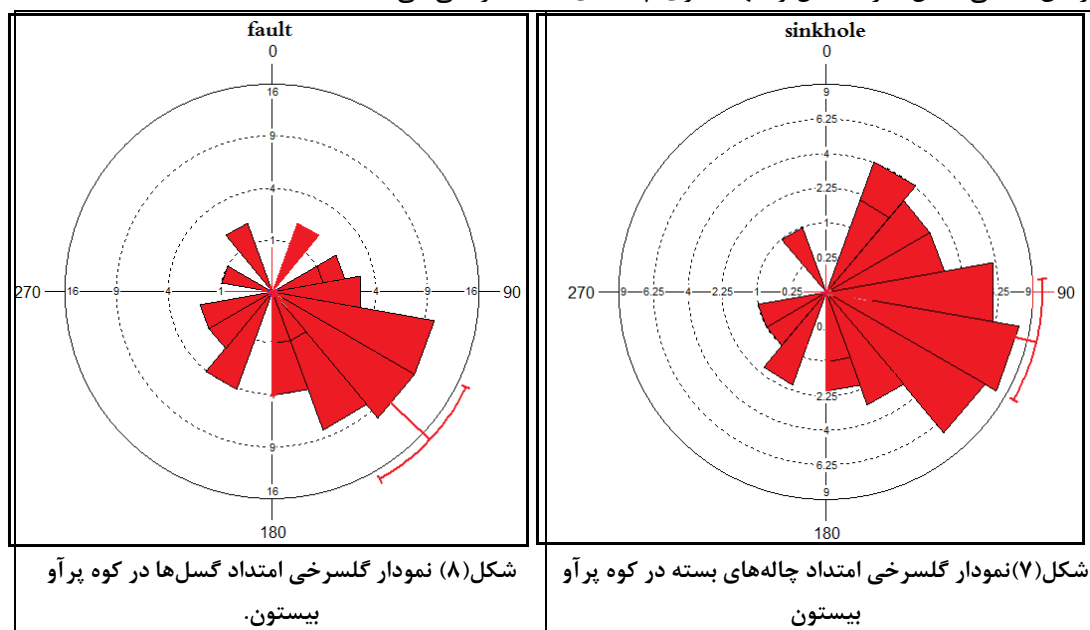 sinkhole
0
9
6.25
4
2.25
1
0.25
270 9 6.25 4 2.25 1 0.25 .25 9 90
2.25
4
6.25
9
180
شکل(۷)نمودار گلسرخی امتداد چاله‌های بسته در کوه پرآو
بیستون
fault
0
16
9
4
1
270 16 9 4 1 4 9 16 90
4
9
16
180
شکل(۸) نمودار گلسرخی امتداد گسل‌ها در کوه پرآو
بیستون.